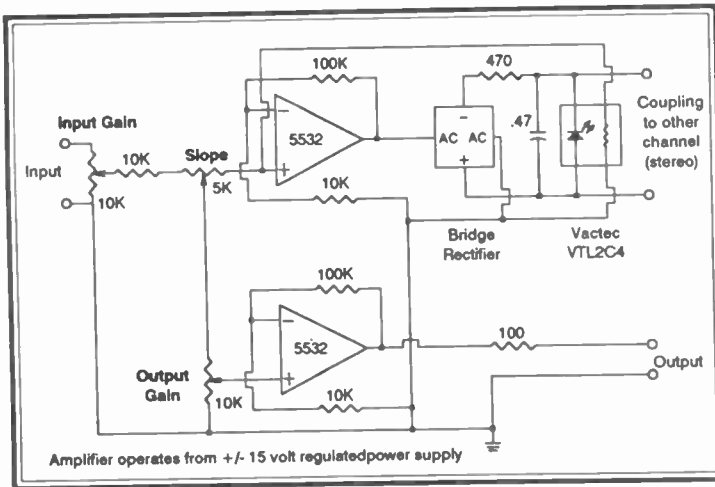 100K
470
Input Gain
5532
−
+
−
AC AC
+
.47
Coupling
to other
channel
(stereo)
Input
10K
Slope
5K
10K
10K
Bridge
Rectifier
Vactec
VTL2C4
100K
−
5532
+
100
Output
Output
Gain
10K
10K
Amplifier operates from +/- 15 volt regulatedpower supply